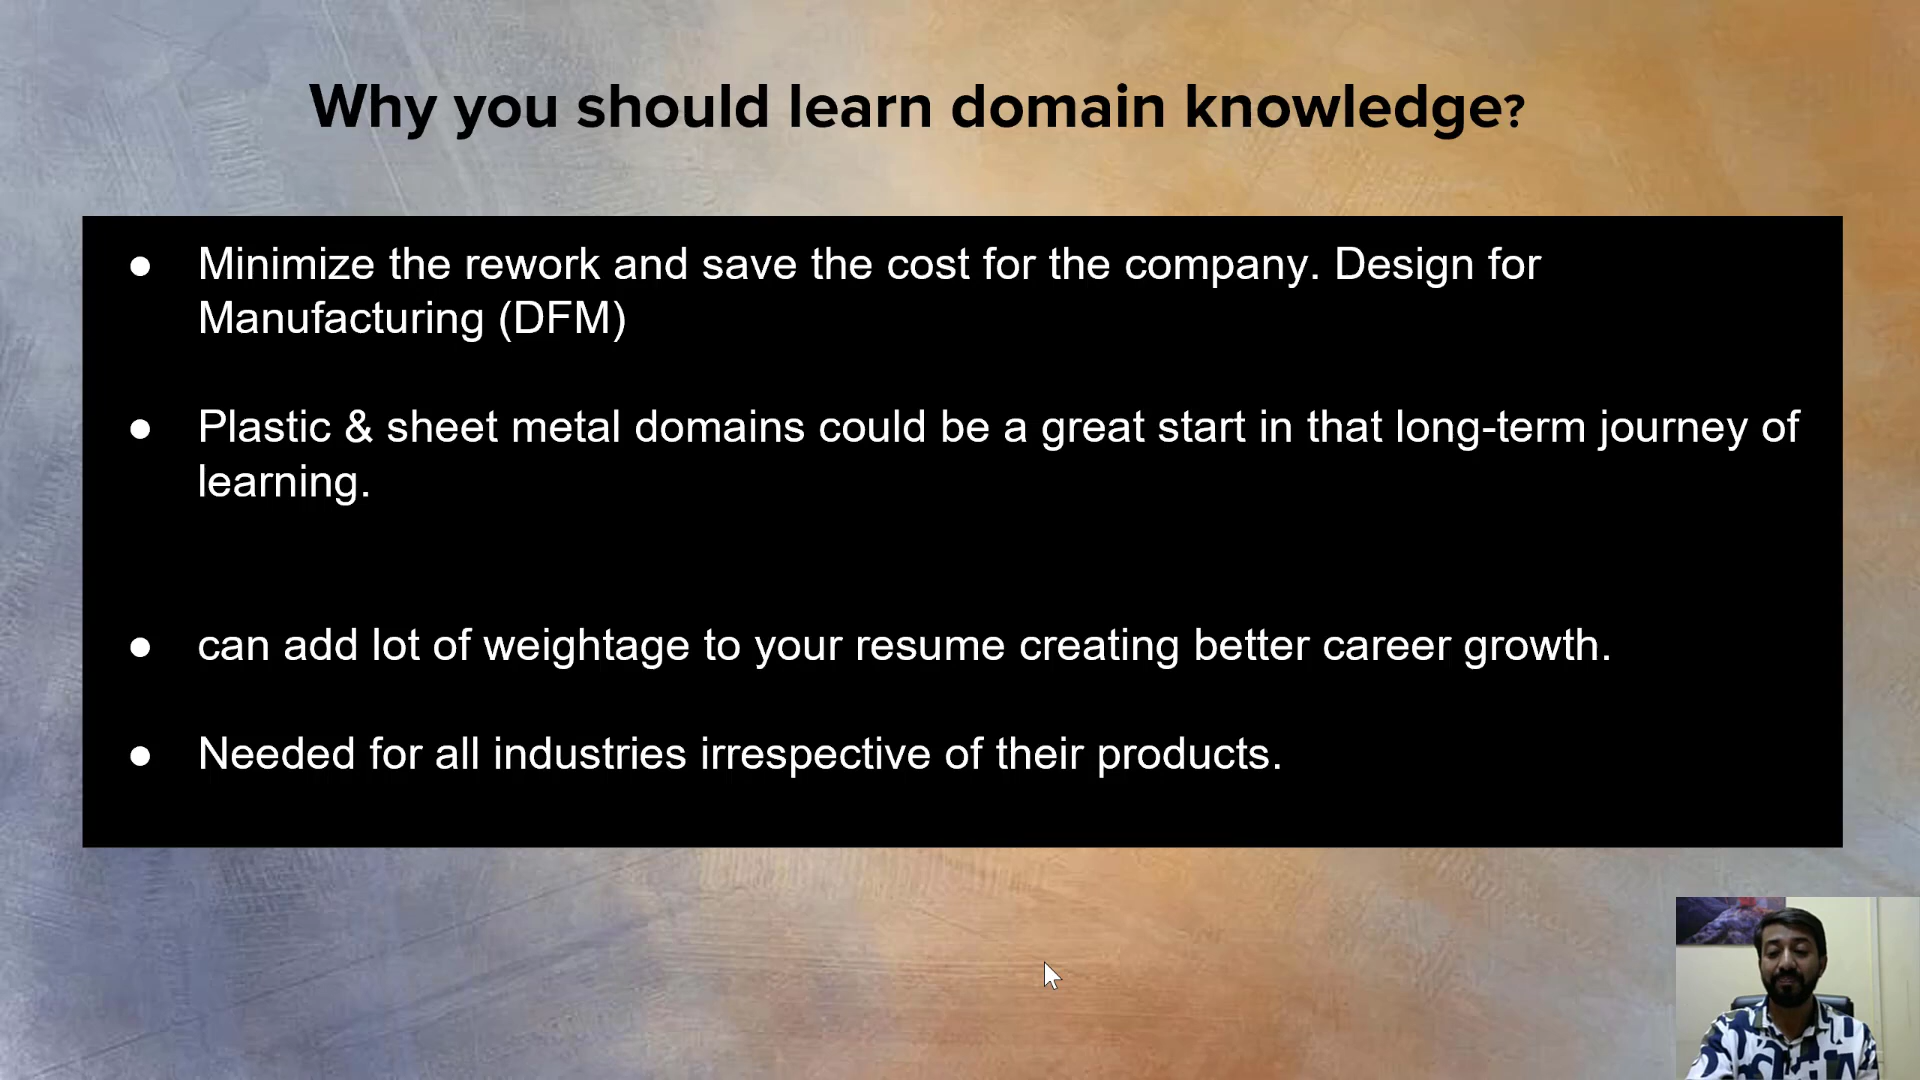 Why you should learn domain knowledge?
● Minimize the rework and save the cost for the company. Design for
Manufacturing (DFM)
● Plastic & sheet metal domains could be a great start in that long-term journey of
learning.
● can add lot of weightage to your resume creating better career growth.
● Needed for all industries irrespective of their products.